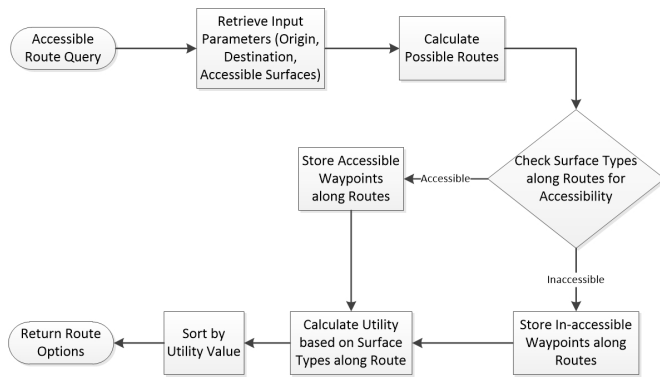 Accessible
Route Query
Retrieve Input
Parameters (Origin,
Destination,
Accessible Surfaces)
Calculate
Possible Routes
Check Surface Types
along Routes for
Accessibility
Accessible
Store Accessible
Waypoints
along Routes
Inaccessible
Store In-accessible
Waypoints along
Routes
Calculate Utility
based on Surface
Types along Route
Sort by
Utility Value
Return Route
Options